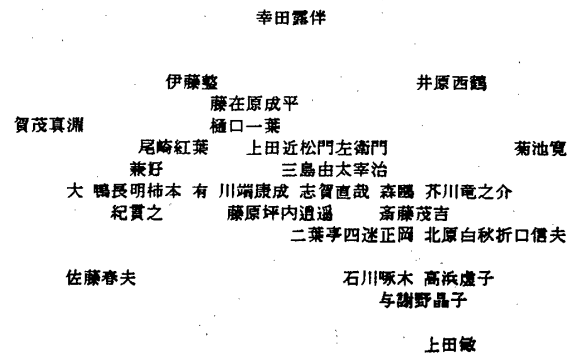 幸田露伴
伊藤整 井原西鶴
藤在原成平
賀茂真淵 樋口一葉
尾崎紅葉 上田近松門左衛門 菊池寛
兼好 三島由太宰治
大 鴨長明柿本 有 川端康成 志賀直哉 森鴎 芥川竜之介
紀貫之 藤原坪内逍遥 斎藤茂吉
二葉亭四迷正岡 北原白秋折口信夫
佐藤春夫 石川啄木 高浜虚子
与謝野晶子
上田敏